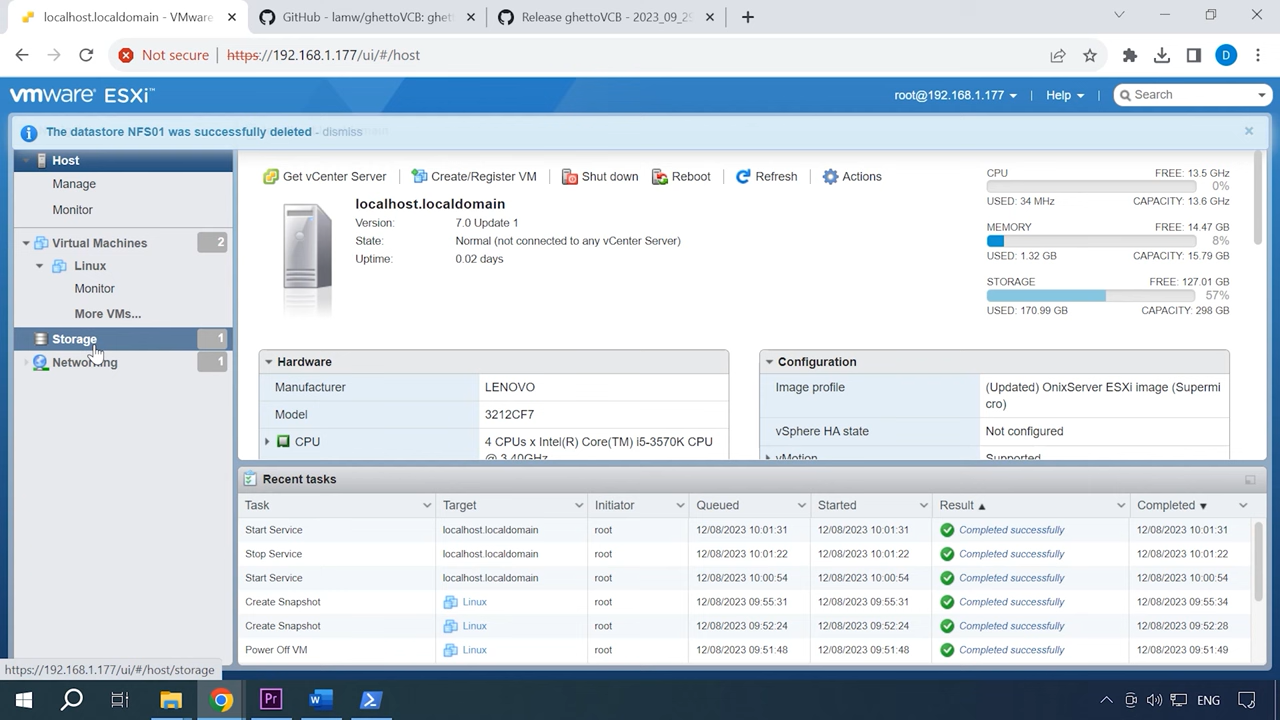 localhost.localdomain - VMware
GitHub - lamw/ghettoVCB: ghett
Release ghettoVCB - 2023_09_29
Not secure
https://192.168.1.177/ui/#/host
D
vmware ESXi
root@192.168.1.177
Help
Search
The datastore NFS01 was successfully deleted - dismiss
Host
Manage
Monitor
Virtual Machines 2
Linux
Monitor
More VMs...
Storage 1
Networking 1
Get vCenter Server
Create/Register VM
Shut down
Reboot
Refresh
Actions
localhost.localdomain
Version: 7.0 Update 1
State: Normal (not connected to any vCenter Server)
Uptime: 0.02 days
CPU FREE: 13.5 GHz
0%
USED: 34 MHz CAPACITY: 13.6 GHz
MEMORY FREE: 14.47 GB
8%
USED: 1.32 GB CAPACITY: 15.79 GB
STORAGE FREE: 127.01 GB
57%
USED: 170.99 GB CAPACITY: 298 GB
Hardware
Manufacturer LENOVO
Model 3212CF7
CPU 4 CPUs x Intel(R) Core(TM) i5-3570K CPU
@ 3.40GHz
Configuration
Image profile (Updated) OnixServer ESXi image (Supermi
cro)
vSphere HA state Not configured
vMotion Supported
Recent tasks
Task Target Initiator Queued Started Result Completed
Start Service localhost.localdomain root 12/08/2023 10:01:31 12/08/2023 10:01:31 Completed successfully 12/08/2023 10:01:31
Stop Service localhost.localdomain root 12/08/2023 10:01:22 12/08/2023 10:01:22 Completed successfully 12/08/2023 10:01:22
Start Service localhost.localdomain root 12/08/2023 10:00:54 12/08/2023 10:00:54 Completed successfully 12/08/2023 10:00:54
Create Snapshot Linux root 12/08/2023 09:55:31 12/08/2023 09:55:31 Completed successfully 12/08/2023 09:55:34
Create Snapshot Linux root 12/08/2023 09:52:24 12/08/2023 09:52:24 Completed successfully 12/08/2023 09:52:28
Power Off VM Linux root 12/08/2023 09:51:48 12/08/2023 09:51:48 Completed successfully 12/08/2023 09:51:49
https://192.168.1.177/ui/#/host/storage
Pr
W
ENG